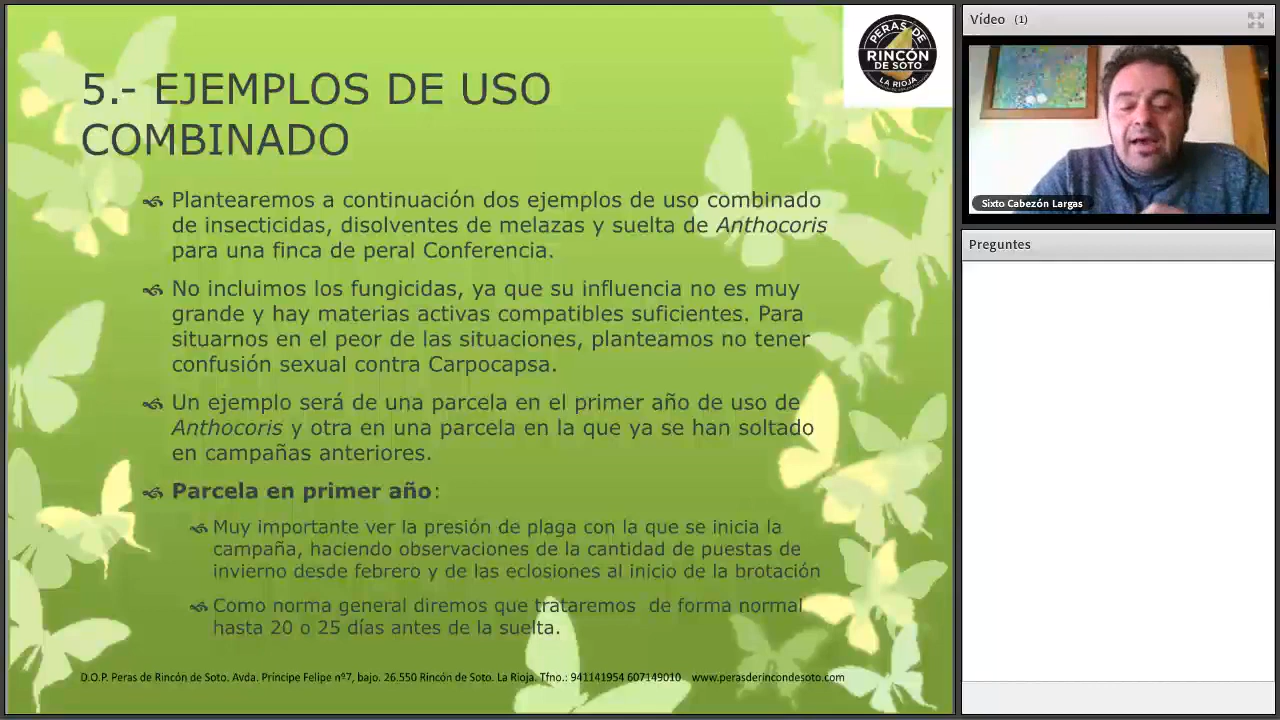 5.- EJEMPLOS DE USO
COMBINADO
PERAS DE
RINCÓN
DE SOTO
LA RIOJA
Plantearemos a continuación dos ejemplos de uso combinado
de insecticidas, disolventes de melazas y suelta de Anthocoris
para una finca de peral Conferencia.
No incluimos los fungicidas, ya que su influencia no es muy
grande y hay materias activas compatibles suficientes. Para
situarnos en el peor de las situaciones, planteamos no tener
confusión sexual contra Carpocapsa.
Un ejemplo será de una parcela en el primer año de uso de
Anthocoris y otra en una parcela en la que ya se han soltado
en campañas anteriores.
Parcela en primer año:
Muy importante ver la presión de plaga con la que se inicia la
campaña, haciendo observaciones de la cantidad de puestas de
invierno desde febrero y de las eclosiones al inicio de la brotación
Como norma general diremos que trataremos de forma normal
hasta 20 o 25 días antes de la suelta.
D.O.P. Peras de Rincón de Soto. Avda. Príncipe Felipe nº7, bajo. 26.550 Rincón de Soto. La Rioja. Tfno.: 941141954 607149010 www.perasderincondesoto.com
Vídeo (1)
Sixto Cabezón Largas
Preguntes